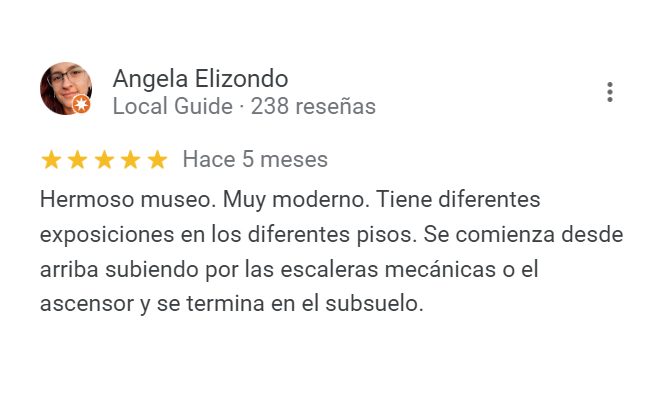 Angela Elizondo
Local Guide · 238 reseñas
Hace 5 meses
Hermoso museo. Muy moderno. Tiene diferentes
exposiciones en los diferentes pisos. Se comienza desde
arriba subiendo por las escaleras mecánicas o el
ascensor y se termina en el subsuelo.